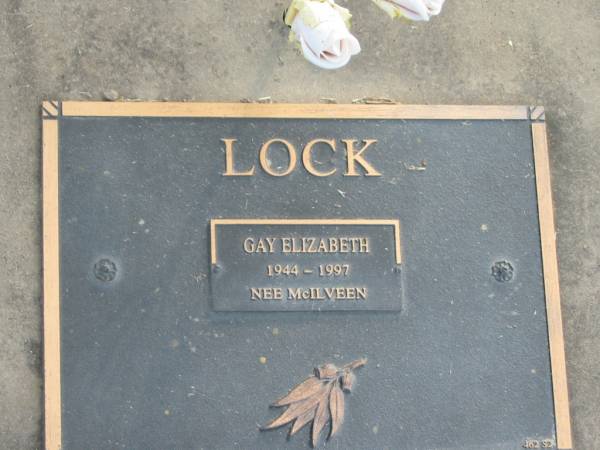 LOCK
GAY ELIZABETH
1944 - 1997
NEE McILVEEN